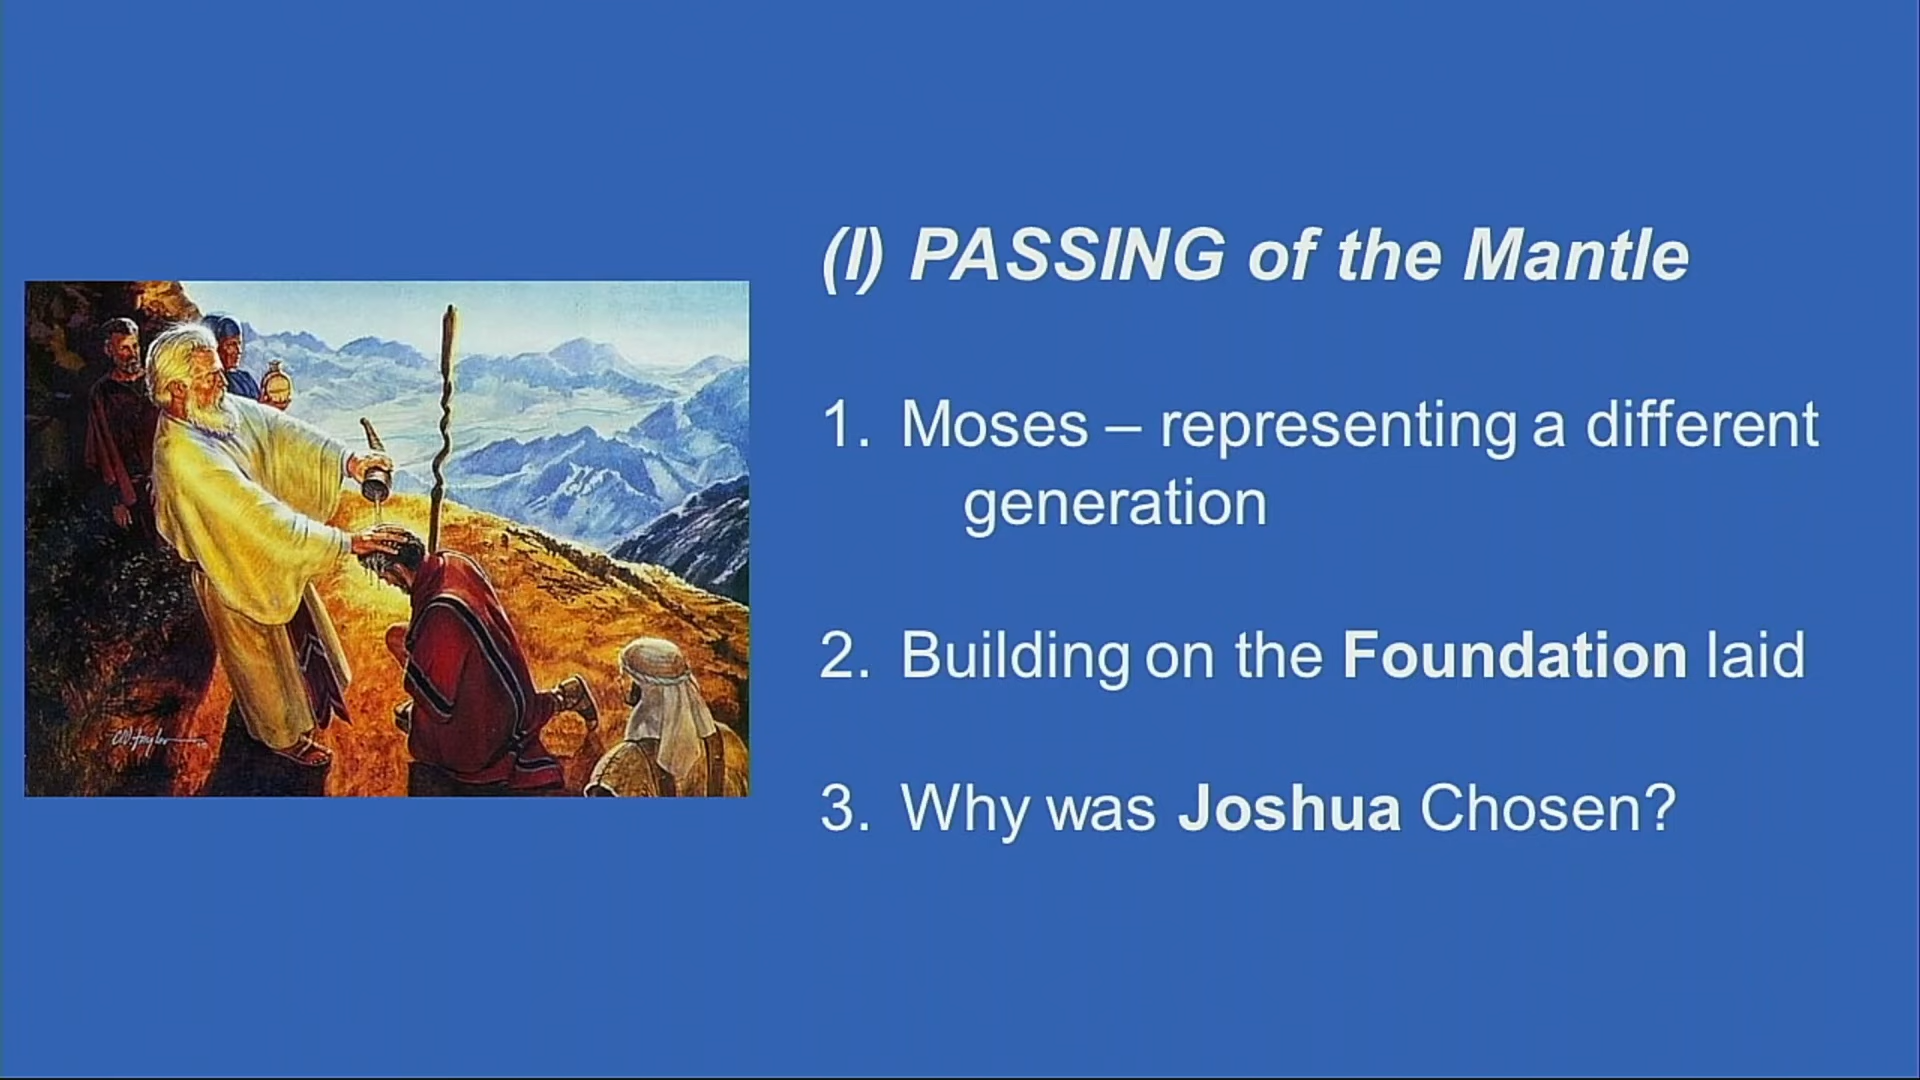 (I) PASSING of the Mantle
1. Moses – representing a different
generation
2. Building on the Foundation laid
3. Why was Joshua Chosen?